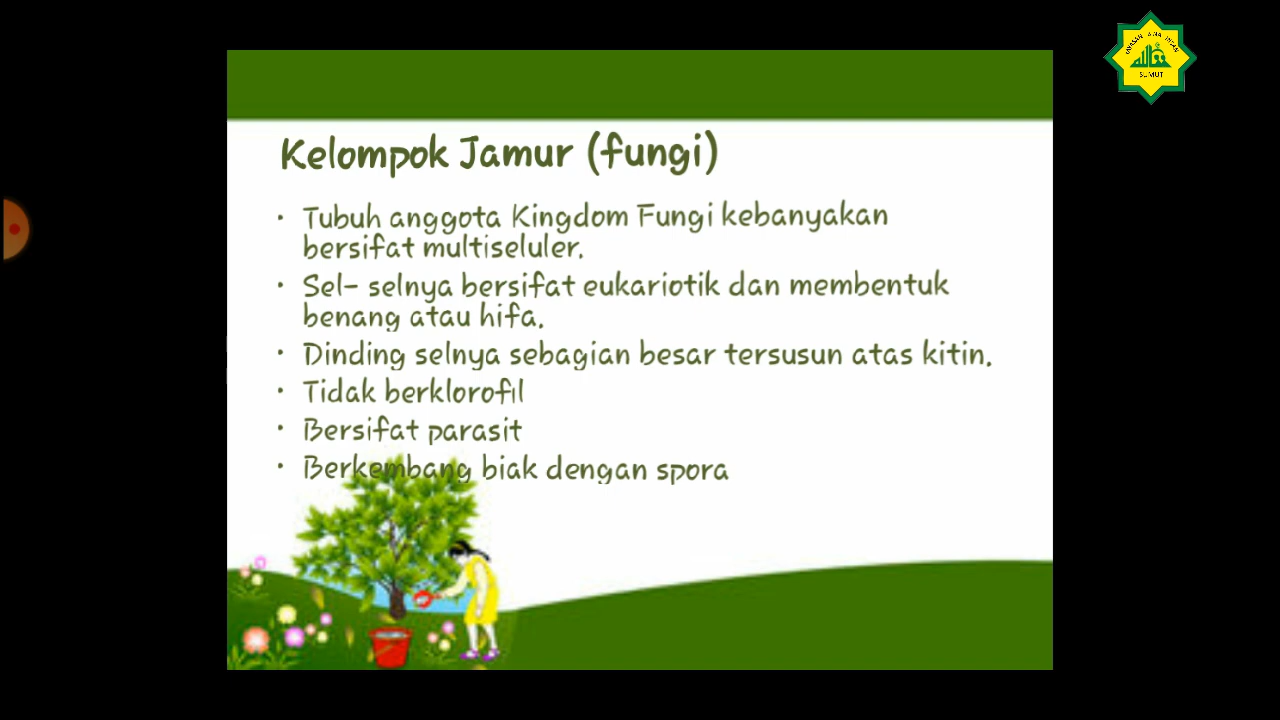 Kelompok Jamur (fungi)
• Tubuh anggota Kingdom Fungi kebanyakan
bersifat multiseluler.
• Sel- selnya bersifat eukariotik dan membentuk
benang atau hifa.
• Dinding selnya sebagian besar tersusun atas kitin.
• Tidak berklorofil
• Bersifat parasit
• Berkembang biak dengan spora
SUMUT